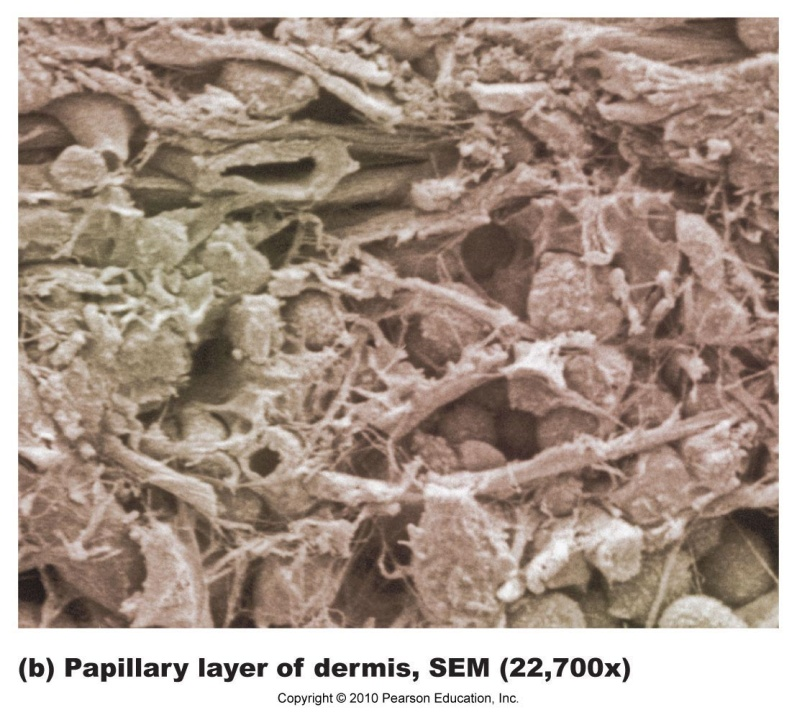 (b) Papillary layer of dermis, SEM (22,700x)
Copyright © 2010 Pearson Education, Inc.